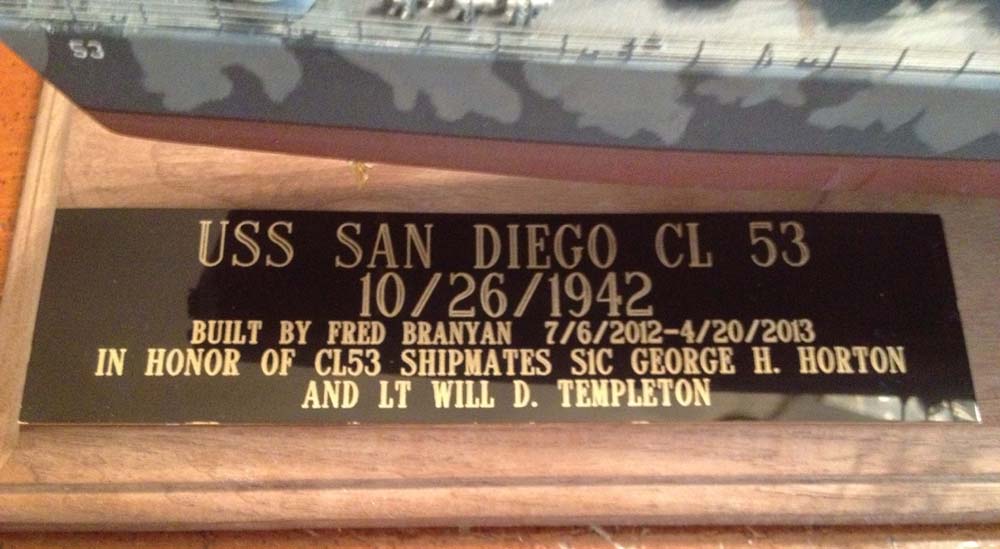 53
USS SAN DIEGO CL 53
10/26/1942
BUILT BY FRED BRANYAN 7/6/2012-4/20/2013
IN HONOR OF CL53 SHIPMATES S1C GEORGE H. HORTON
AND LT WILL D. TEMPLETON